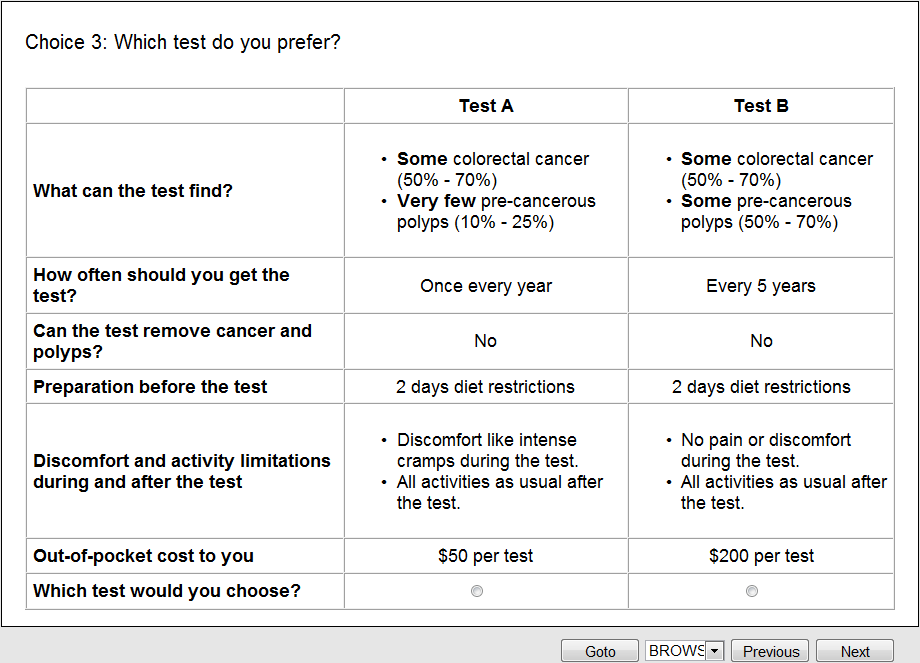 Choice 3: Which test do you prefer?
Test A
Test B
What can the test find?
• Some colorectal cancer
(50% - 70%)
• Very few pre-cancerous
polyps (10% - 25%)
• Some colorectal cancer
(50% - 70%)
• Some pre-cancerous
polyps (50% - 70%)
How often should you get the
test?
Once every year
Every 5 years
Can the test remove cancer and
polyps?
No
No
Preparation before the test
2 days diet restrictions
2 days diet restrictions
Discomfort and activity limitations
during and after the test
• Discomfort like intense
cramps during the test.
• All activities as usual after
the test.
• No pain or discomfort
during the test.
• All activities as usual after
the test.
Out-of-pocket cost to you
$50 per test
$200 per test
Which test would you choose?
Goto
BROWS
Previous
Next